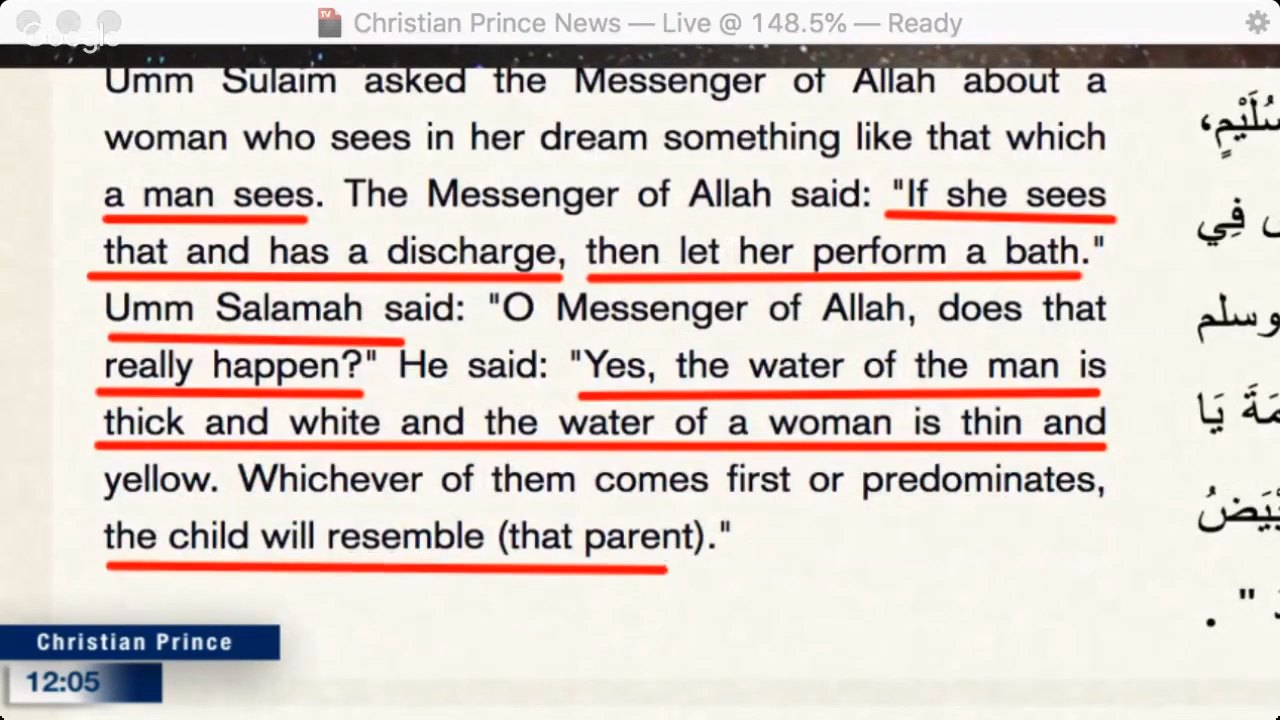 Christian Prince News — Live @ 148.5% — Ready
Google
Umm Sulaim asked the Messenger of Allah about a
woman who sees in her dream something like that which
a man sees. The Messenger of Allah said: "If she sees
that and has a discharge, then let her perform a bath."
Umm Salamah said: "O Messenger of Allah, does that
really happen?" He said: "Yes, the water of the man is
thick and white and the water of a woman is thin and
yellow. Whichever of them comes first or predominates,
the child will resemble (that parent)."
سُلَيْمٍ،
فِي
وسلم
يَا
" .
Christian Prince
12:05